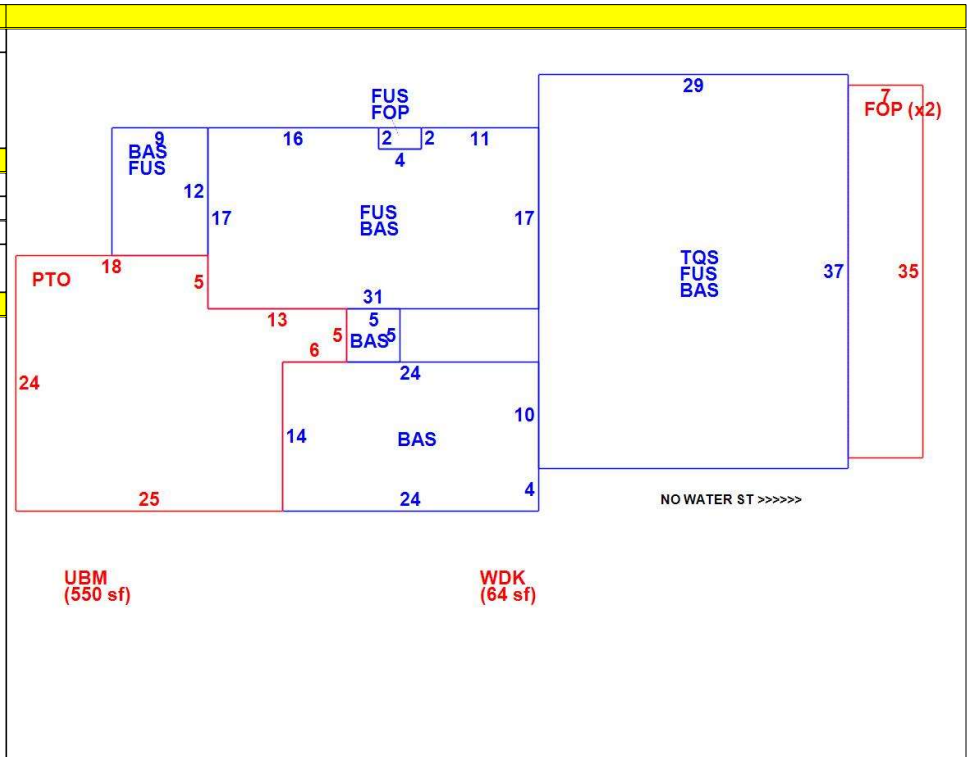 29
7
FOP (x2)
FUS
FOP
9
BAS
FUS
16
2
2
11
4
12
17
FUS
BAS
17
TQS
FUS
BAS
37
35
18
PTO
5
31
13
5
5
BAS
5
6
24
24
14
BAS
10
4
25
24
NO WATER ST >>>>>>
UBM
(550 sf)
WDK
(64 sf)